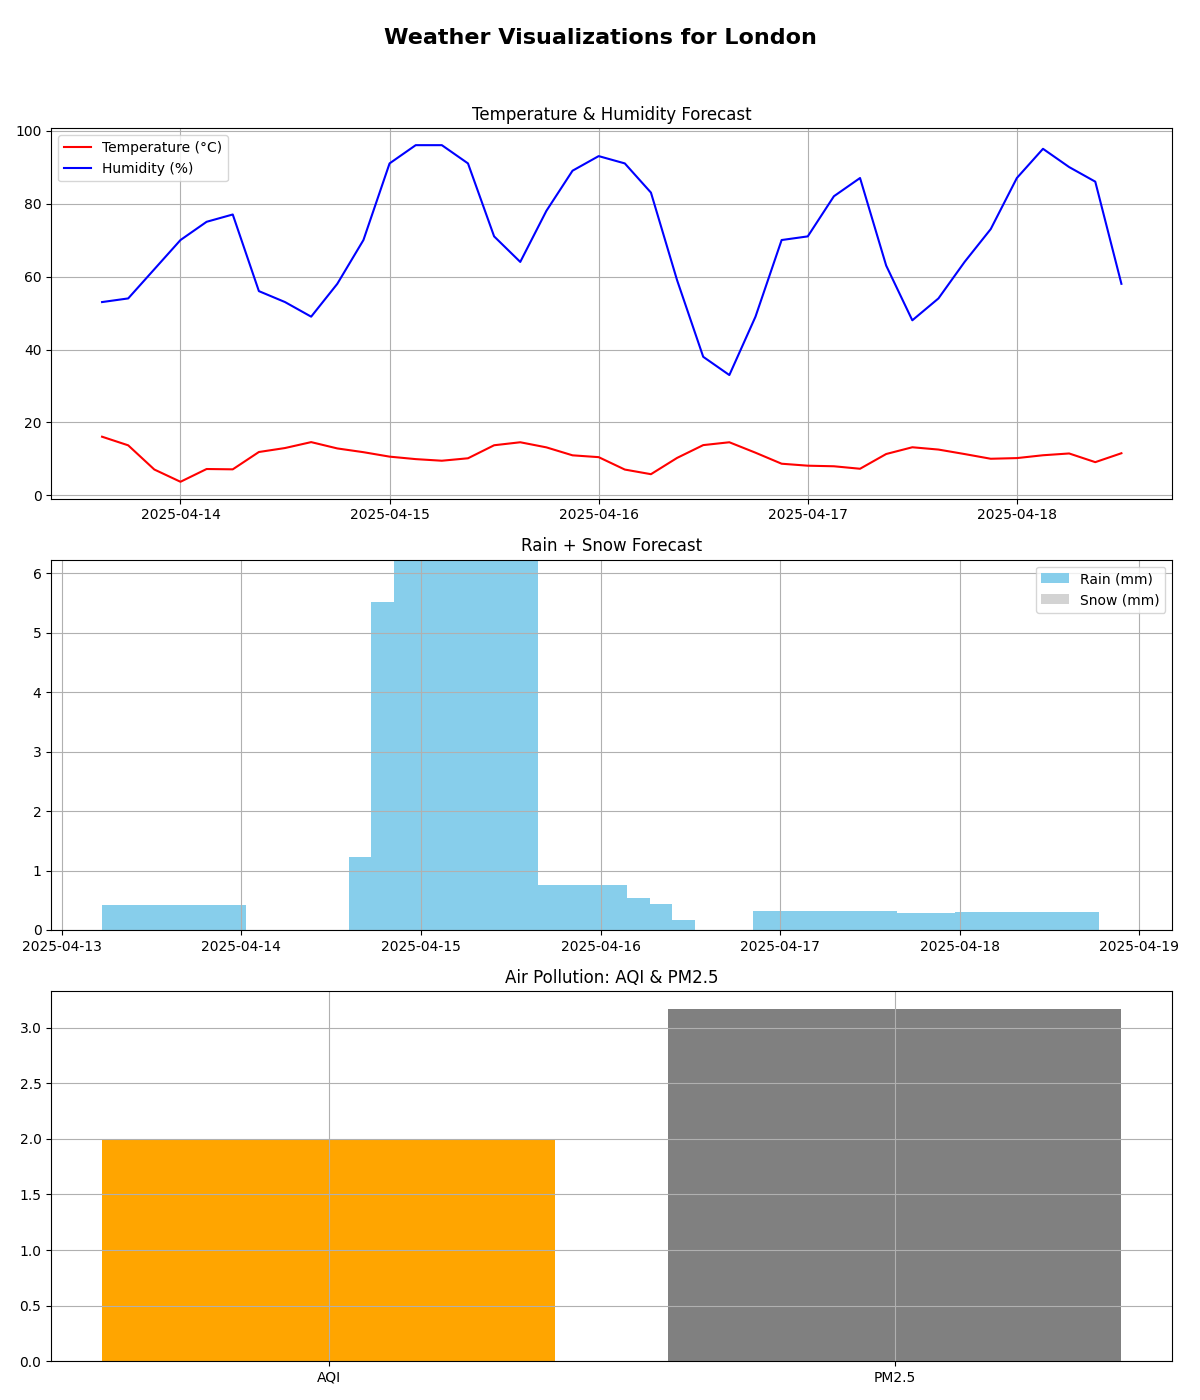 Weather Visualizations for London
Temperature & Humidity Forecast
Temperature (°C)
Humidity (%)
100
80
60
40
20
0
2025-04-14 2025-04-15 2025-04-16 2025-04-17 2025-04-18
Rain + Snow Forecast
Rain (mm)
Snow (mm)
6
5
4
3
2
1
0
2025-04-13 2025-04-14 2025-04-15 2025-04-16 2025-04-17 2025-04-18 2025-04-19
Air Pollution: AQI & PM2.5
3.0
2.5
2.0
1.5
1.0
0.5
0.0
AQI PM2.5